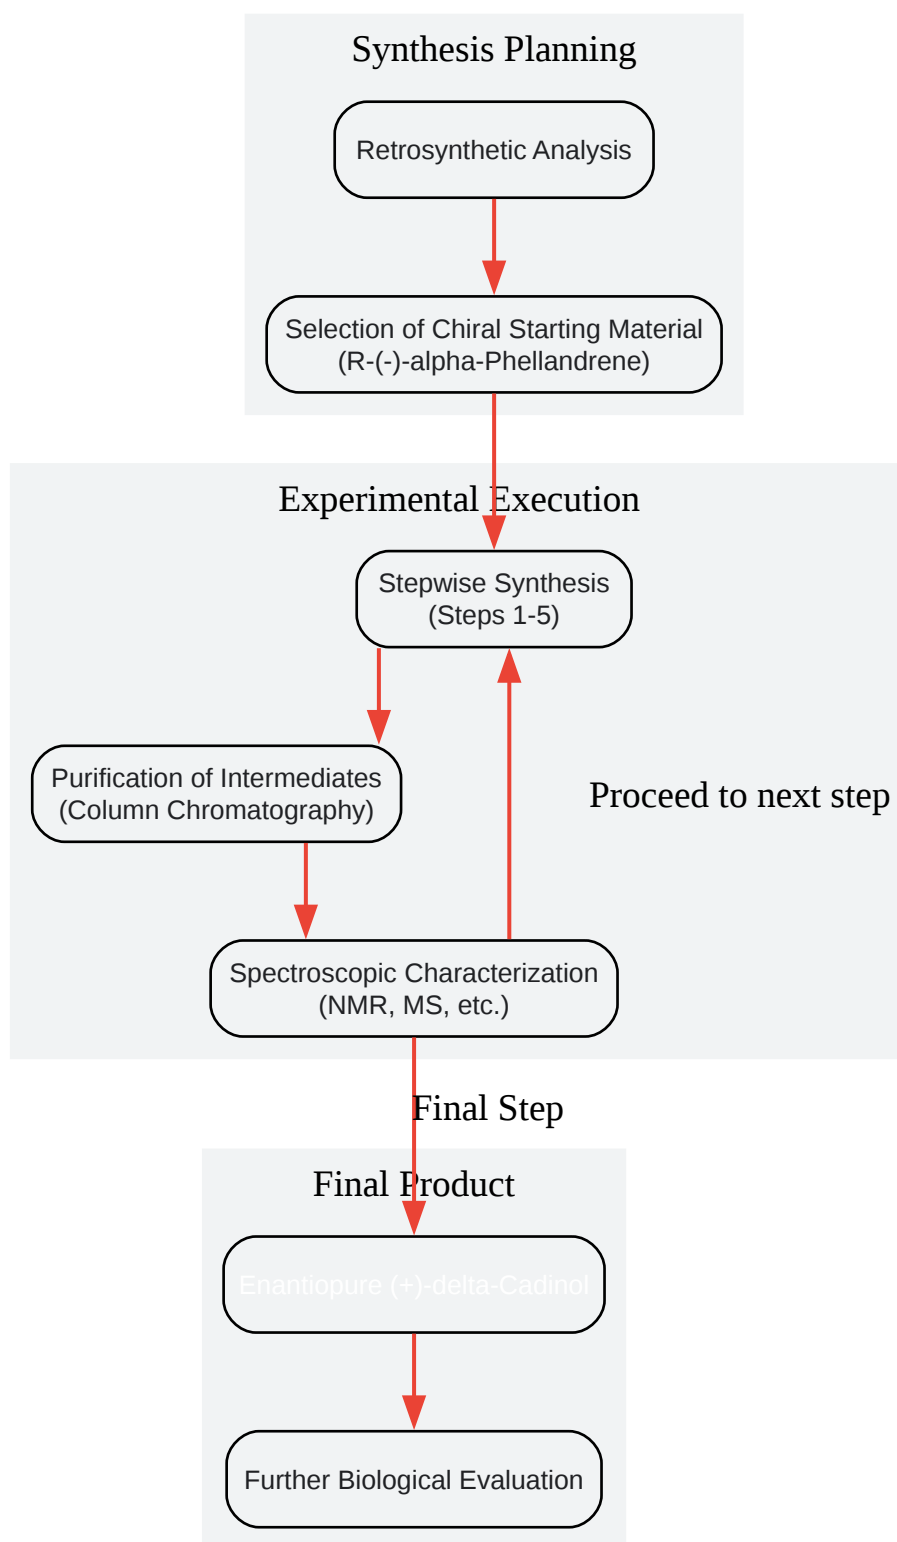 Synthesis Planning
Retrosynthetic Analysis
Selection of Chiral Starting Material
(R-(-)-alpha-Phellandrene)
Experimental Execution
Stepwise Synthesis
(Steps 1-5)
Purification of Intermediates
(Column Chromatography)
Proceed to next step
Spectroscopic Characterization
(NMR, MS, etc.)
Final Step
Final Product
Enantiopure (+)-delta-Cadinol
Further Biological Evaluation